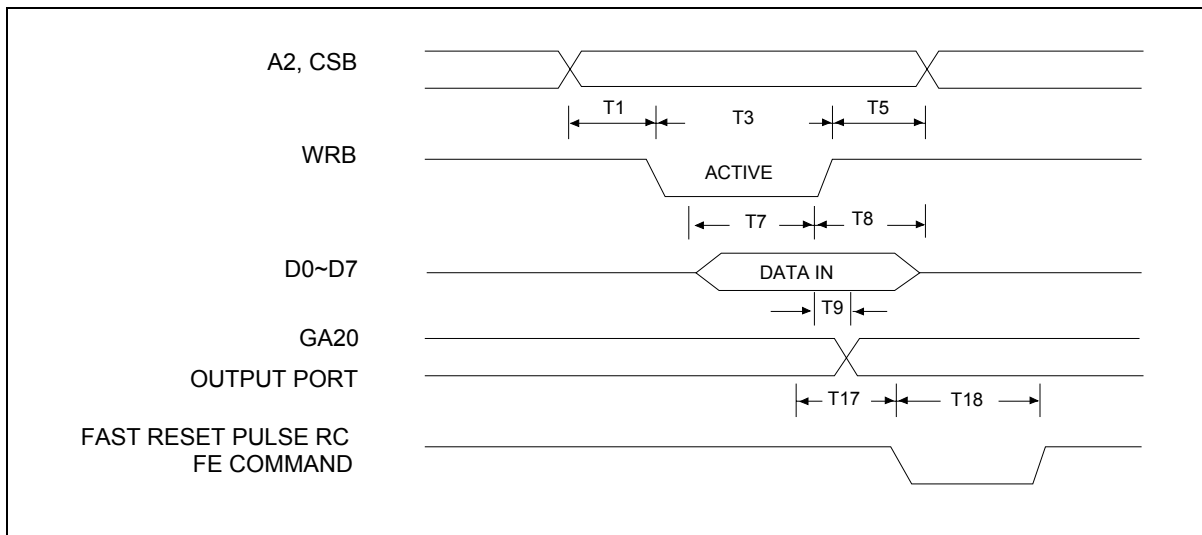 A2, CSB
T1
T3
T5
WRB
ACTIVE
T7
T8
D0~D7
DATA IN
T9
GA20
OUTPUT PORT
T17
T18
FAST RESET PULSE RC
FE COMMAND